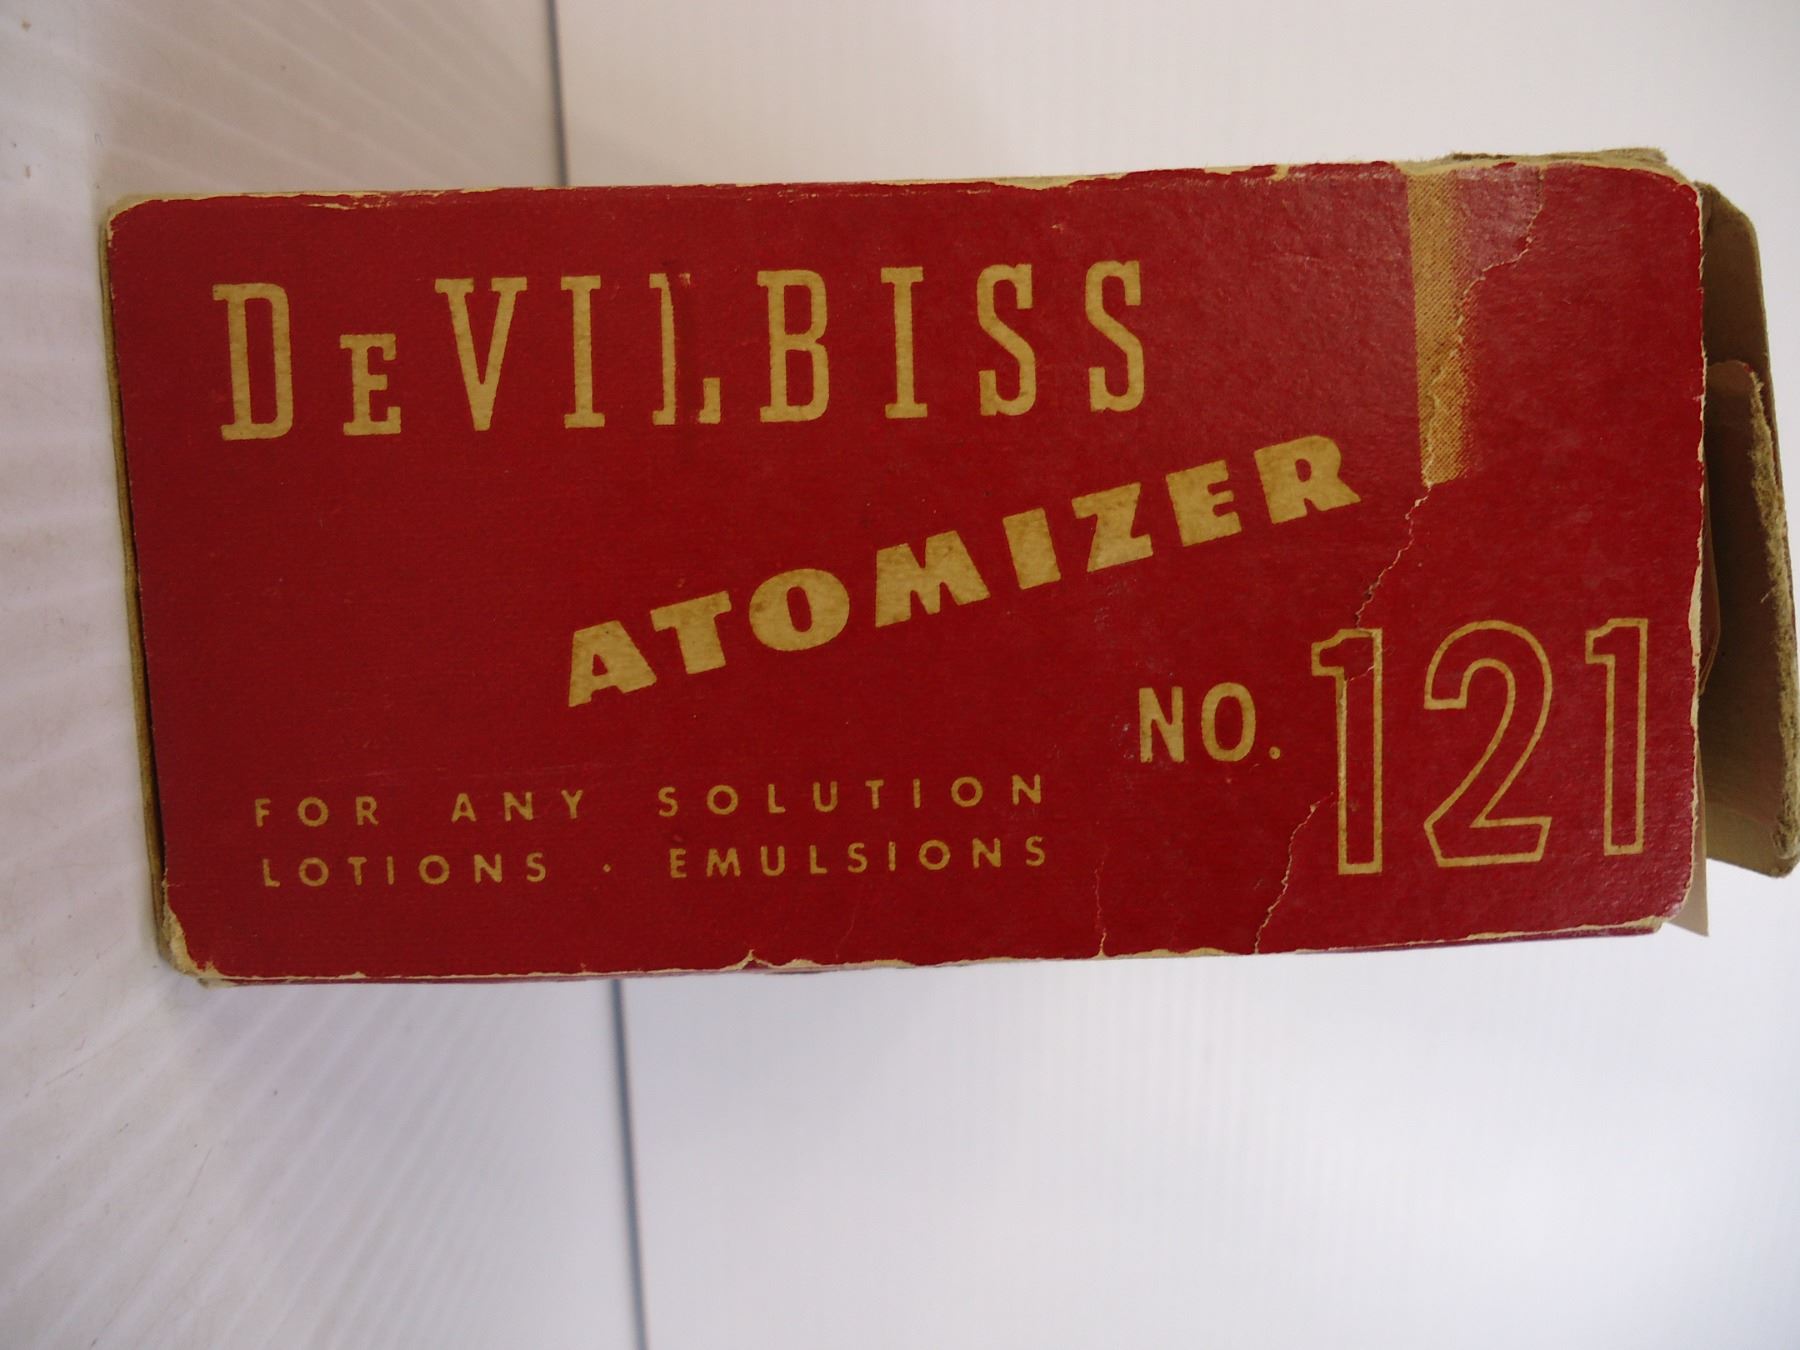 DeVILBISS
ATOMIZER
NO. 121
FOR ANY SOLUTION
LOTIONS · EMULSIONS